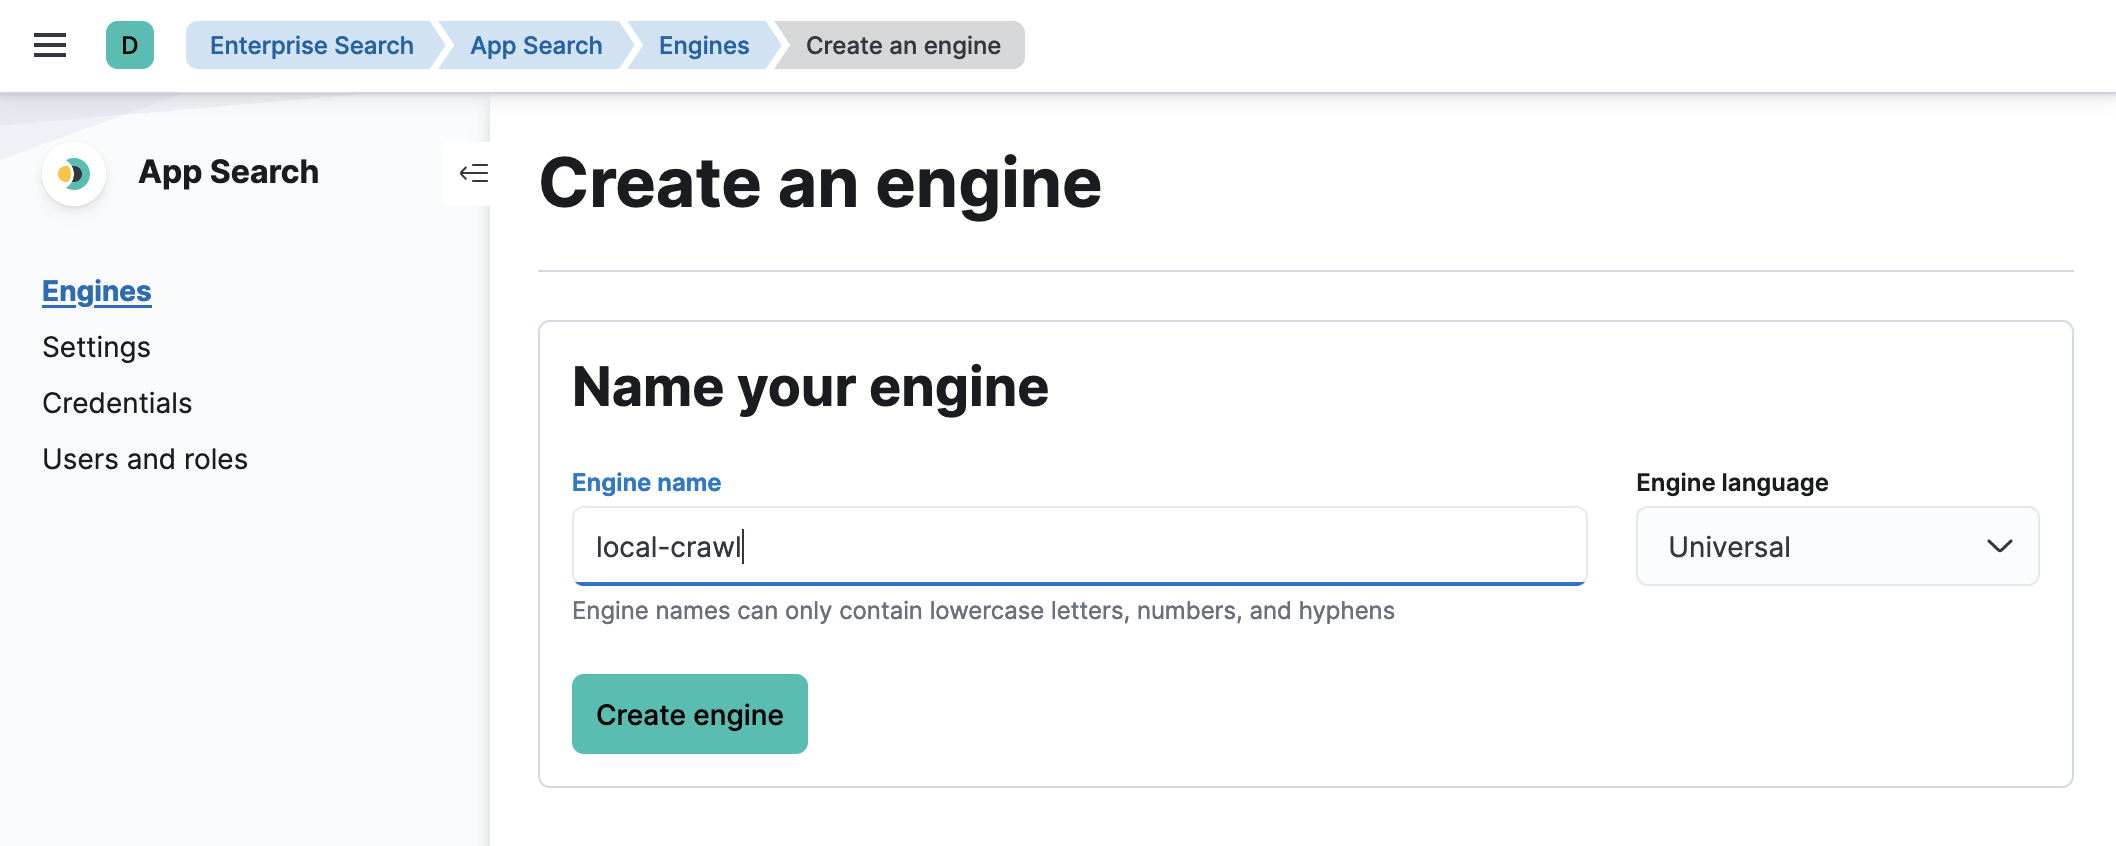 D
Enterprise Search
App Search
Engines
Create an engine
App Search
Engines
Settings
Credentials
Users and roles
Create an engine
Name your engine
Engine name
local-crawl
Engine names can only contain lowercase letters, numbers, and hyphens
Engine language
Universal
Create engine